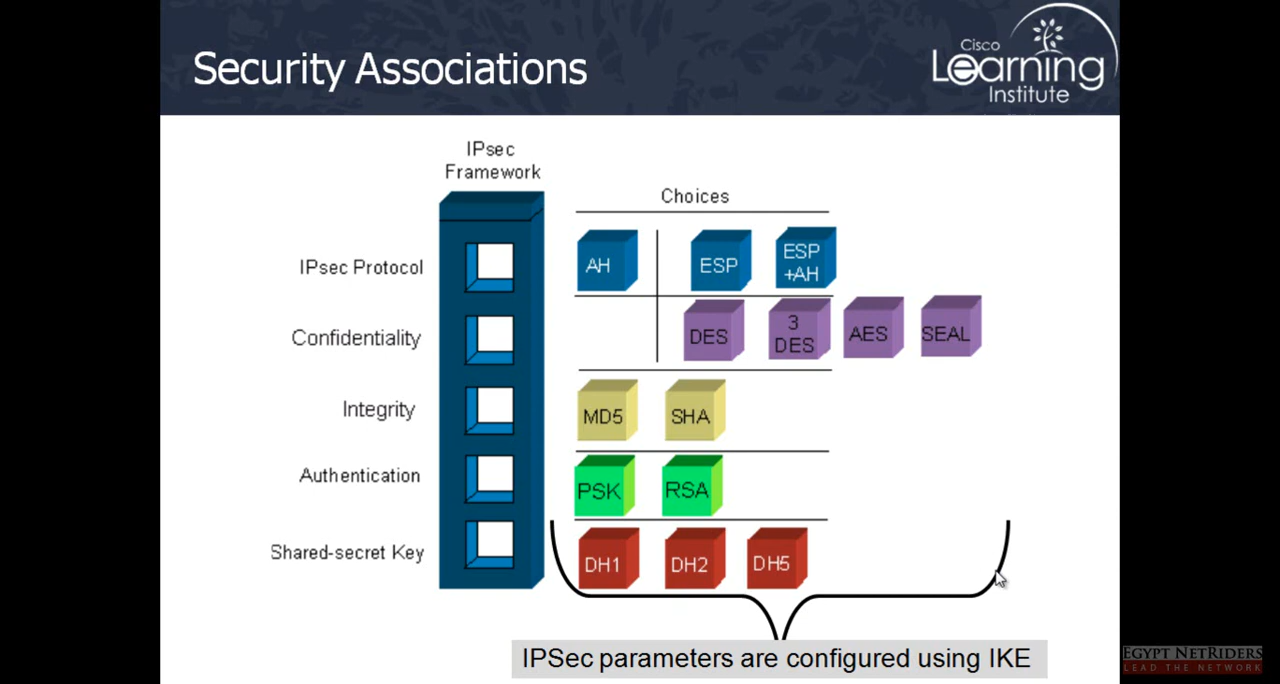 Security Associations
Cisco
Learning
Institute
IPsec
Framework
Choices
IPsec Protocol
AH
ESP
ESP
+AH
Confidentiality
DES
3
DES
AES
SEAL
Integrity
MD5
SHA
Authentication
PSK
RSA
Shared-secret Key
DH1
DH2
DH5
IPSec parameters are configured using IKE
EGYPT NETRIDERS
LEAD THE NETWORK